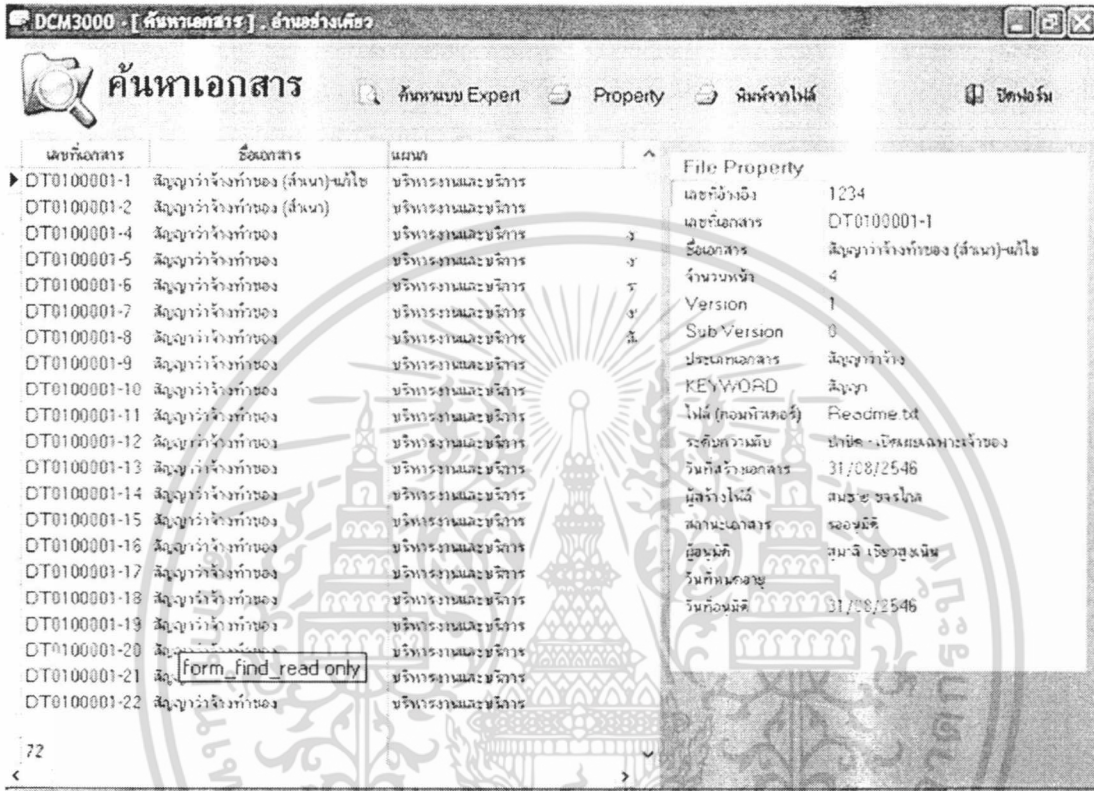 DCM3000 - [ ค้นหาเอกสาร ] . อ่านอย่างเดียว
ค้นหาเอกสาร
ค้นหาแบบ Expert Property พิมพ์จากไฟล์ ปิดฟอร์ม
เลขที่เอกสาร ชื่อเอกสาร แผนก
DT0100001-1 สัญญาว่าจ้างทำของ (สำเนา)-แก้ไข บริหารงานและบริการ
DT0100001-2 สัญญาว่าจ้างทำของ (สำเนา) บริหารงานและบริการ
DT0100001-4 สัญญาว่าจ้างทำของ บริหารงานและบริการ
DT0100001-5 สัญญาว่าจ้างทำของ บริหารงานและบริการ
DT0100001-6 สัญญาว่าจ้างทำของ บริหารงานและบริการ
DT0100001-7 สัญญาว่าจ้างทำของ บริหารงานและบริการ
DT0100001-8 สัญญาว่าจ้างทำของ บริหารงานและบริการ
DT0100001-9 สัญญาว่าจ้างทำของ บริหารงานและบริการ
DT0100001-10 สัญญาว่าจ้างทำของ บริหารงานและบริการ
DT0100001-11 สัญญาว่าจ้างทำของ บริหารงานและบริการ
DT0100001-12 สัญญาว่าจ้างทำของ บริหารงานและบริการ
DT0100001-13 สัญญาว่าจ้างทำของ บริหารงานและบริการ
DT0100001-14 สัญญาว่าจ้างทำของ บริหารงานและบริการ
DT0100001-15 สัญญาว่าจ้างทำของ บริหารงานและบริการ
DT0100001-16 สัญญาว่าจ้างทำของ บริหารงานและบริการ
DT0100001-17 สัญญาว่าจ้างทำของ บริหารงานและบริการ
DT0100001-18 สัญญาว่าจ้างทำของ บริหารงานและบริการ
DT0100001-19 สัญญาว่าจ้างทำของ บริหารงานและบริการ
DT0100001-20 บริหารงานและบริการ
form_find_read only
DT0100001-21 บริหารงานและบริการ
DT0100001-22 สัญญาว่าจ้างทำของ บริหารงานและบริการ
72
File Property
เลขที่อ้างอิง 1234
เลขที่เอกสาร DT0100001-1
ชื่อเอกสาร สัญญาว่าจ้างทำของ (สำเนา)-แก้ไข
จำนวนหน้า 4
Version 1
Sub Version 0
ประเภทเอกสาร สัญญาว่าจ้าง
KEYWORD สัญญา
ไฟล์ (คอมพิวเตอร์) Readme.txt
ระดับความลับ ปกปิด - เปิดเผยเฉพาะเจ้าของ
วันที่สร้างเอกสาร 31/08/2546
ผู้สร้างไฟล์ สมชาย ขจรไกล
สถานะเอกสาร รออนุมัติ
ผู้อนุมัติ สุมาลี เขียวสูงเนิน
วันที่หมดอายุ
วันที่อนุมัติ 31/08/2546